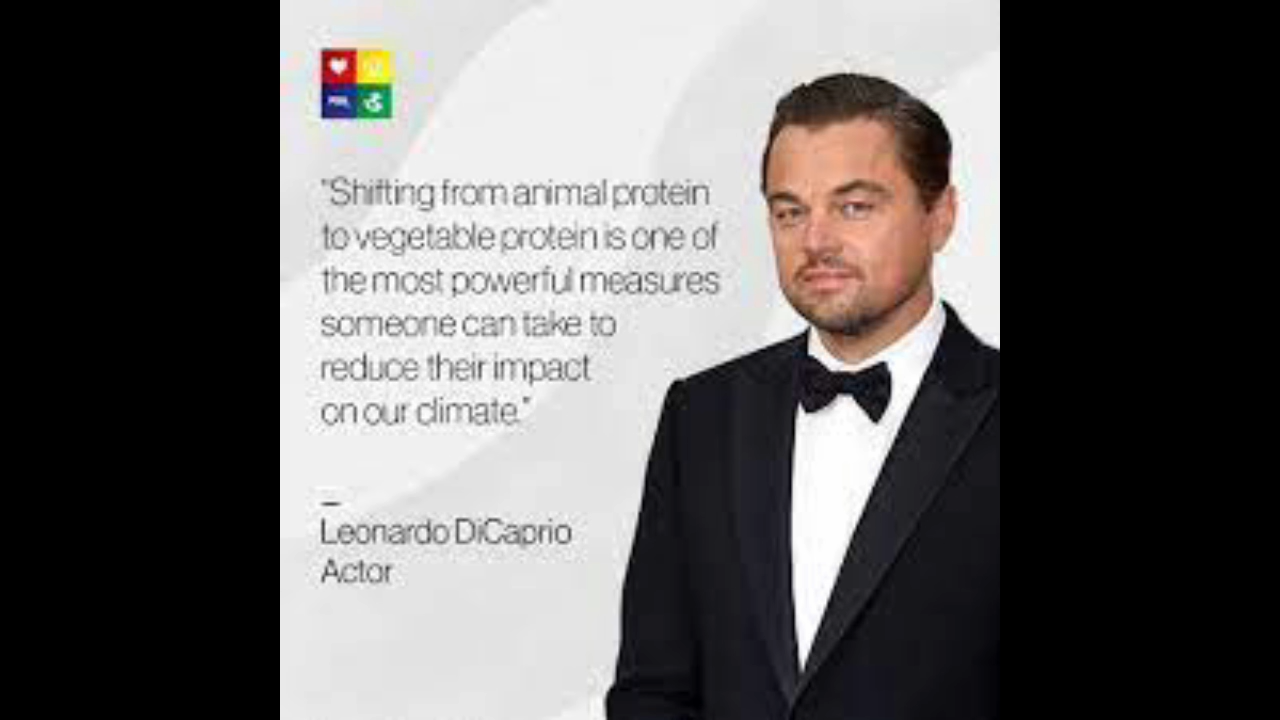 "Shifting from animal protein
to vegetable protein is one of
the most powerful measures
someone can take to
reduce their impact
on our climate."
Leonardo DiCaprio
Actor